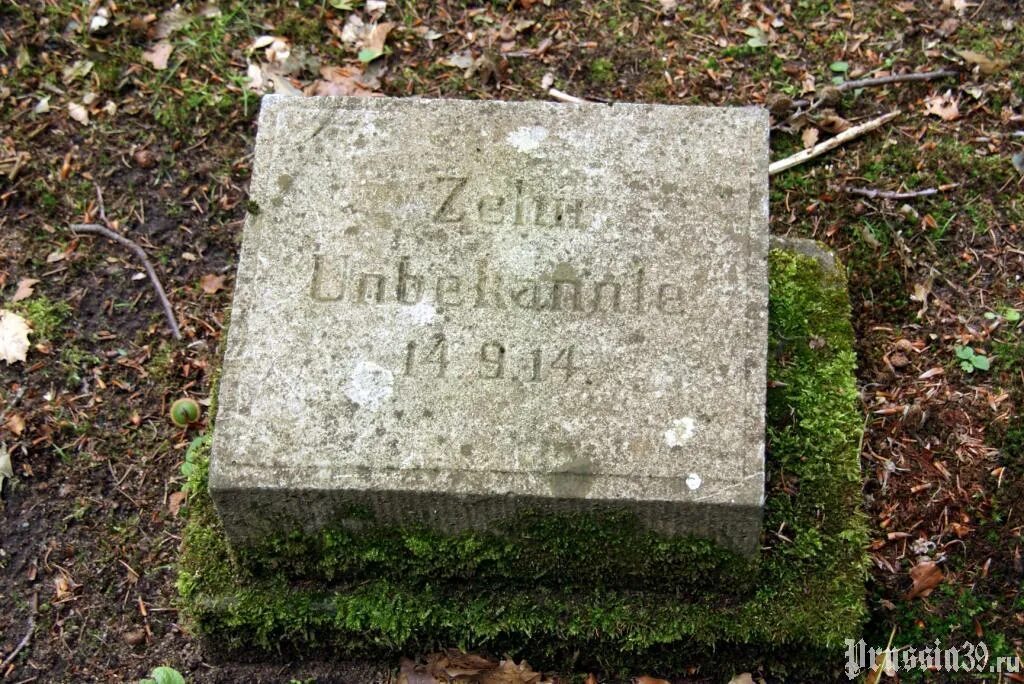 Zehn
Unbekannte
14.9.14.
Prussia39.ru